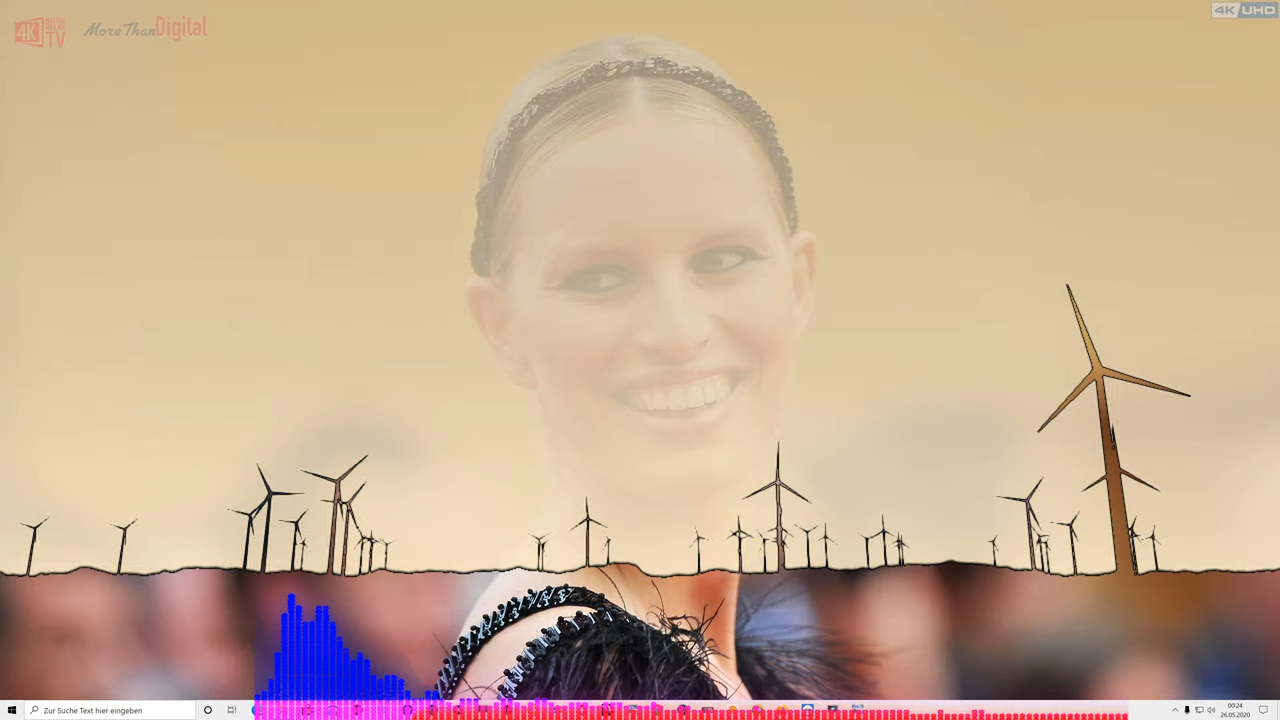 4K
TV
More Than Digital
4K UHD
Zur Suche Text hier eingeben
00:24
26.05.2020